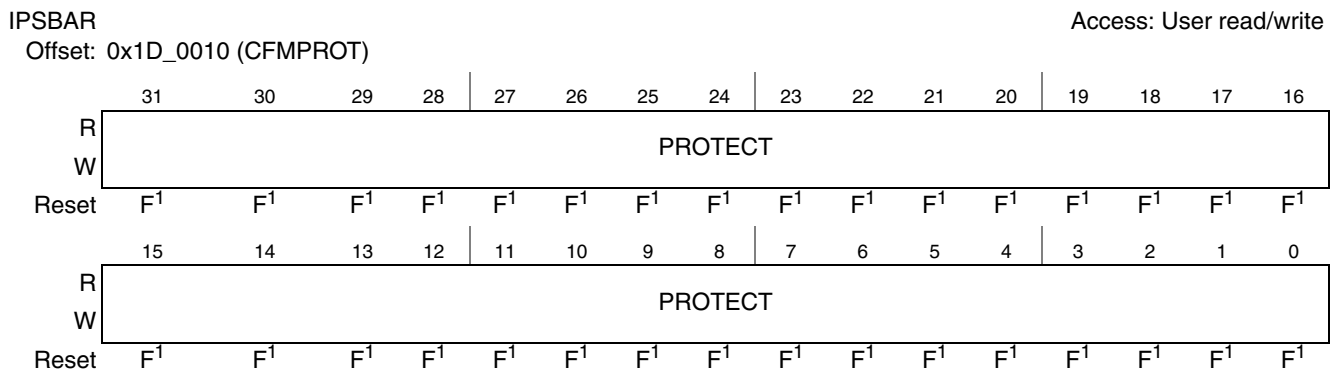 IPSBAR Access: User read/write
Offset: 0x1D_0010 (CFMPROT)
31 30 29 28 27 26 25 24 23 22 21 20 19 18 17 16
R
PROTECT
W
Reset F1 F1 F1 F1 F1 F1 F1 F1 F1 F1 F1 F1 F1 F1 F1 F1
15 14 13 12 11 10 9 8 7 6 5 4 3 2 1 0
R
PROTECT
W
Reset F1 F1 F1 F1 F1 F1 F1 F1 F1 F1 F1 F1 F1 F1 F1 F1